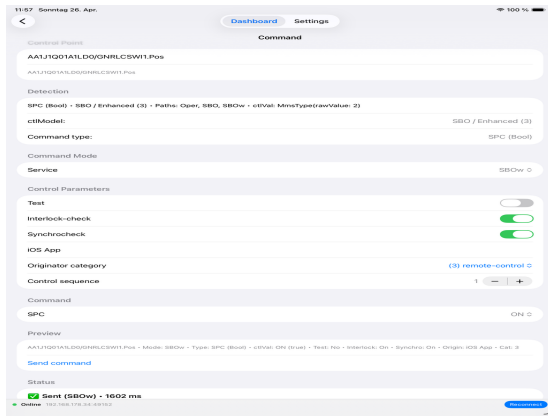 11:57 Sonntag 26. Apr.
100 %
Dashboard Settings
Command
Control Point
AA1J1Q01A1LD0/GNRLCSWI1.Pos
AA1J1Q01A1LD0/GNRLCSWI1.Pos
Detection
SPC (Bool) • SBO / Enhanced (3) • Paths: Oper, SBO, SBOw • ctlVal: MmsType(rawValue: 2)
ctlModel: SBO / Enhanced (3)
Command type: SPC (Bool)
Command Mode
Service SBOw
Control Parameters
Test
Interlock-check
Synchrocheck
iOS App
Originator category (3) remote-control
Control sequence 1 − +
Command
SPC ON
Preview
AA1J1Q01A1LD0/GNRLCSWI1.Pos • Mode: SBOw • Type: SPC (Bool) • ctlVal: ON (true) • Test: No • Interlock: On • Synchro: On • Origin: iOS App • Cat: 3
Send command
Status
Sent (SBOw) • 1602 ms
Online Reconnect